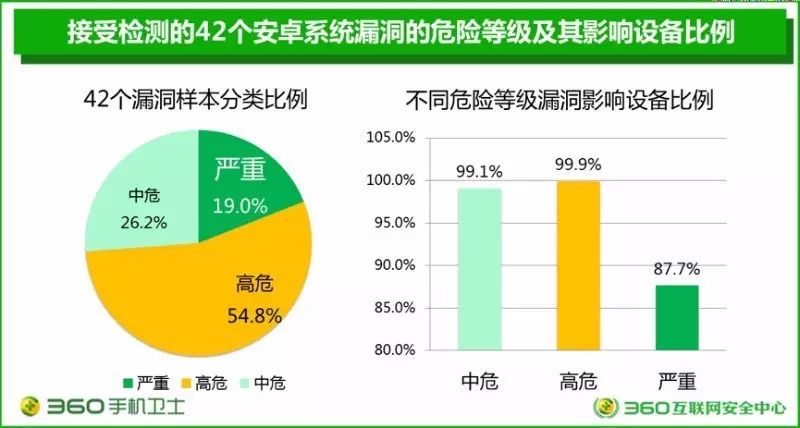 接受检测的42个安卓系统漏洞的危险等级及其影响设备比例
42个漏洞样本分类比例
严重
19.0%
中危
26.2%
高危
54.8%
严重 高危 中危
不同危险等级漏洞影响设备比例
105.0%
100.0%
95.0%
90.0%
85.0%
80.0%
99.1%
99.9%
87.7%
中危 高危 严重
360手机卫士
360互联网安全中心